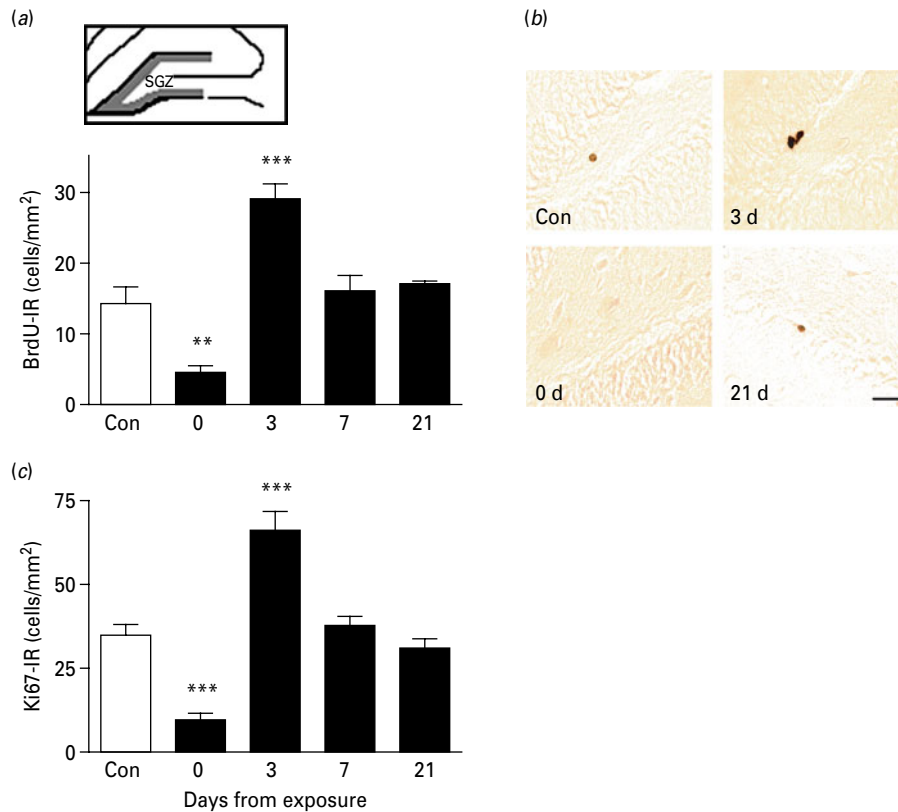 (a)
SGZ
BrdU-IR (cells/mm²)
30
20
10
0
**
***
Con 0 3 7 21
(b)
Con
3 d
0 d
21 d
(c)
Ki67-IR (cells/mm²)
75
50
25
0
***
***
Con 0 3 7 21
Days from exposure